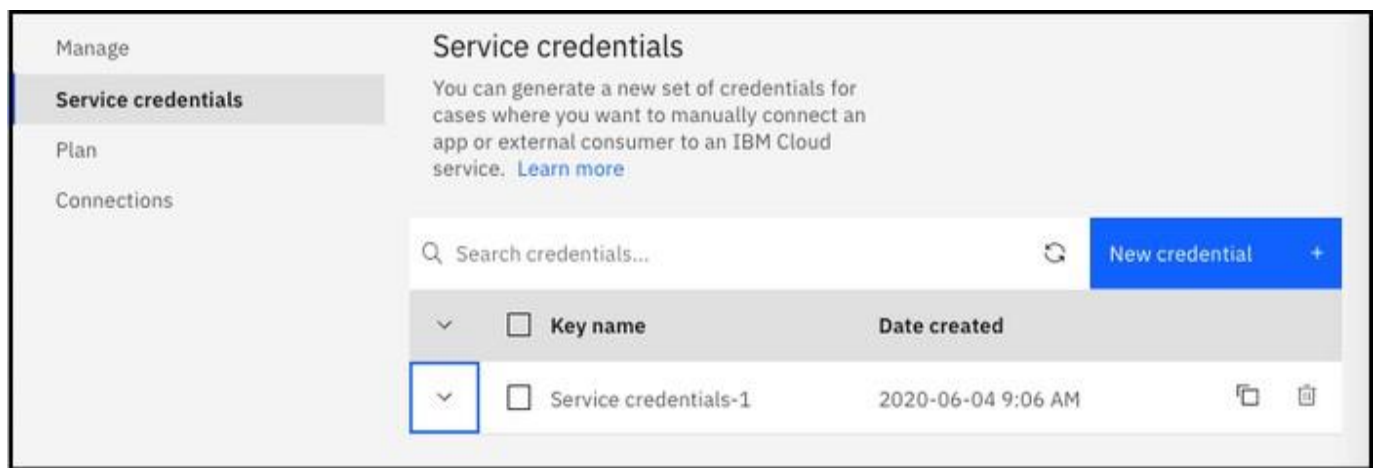 Manage
Service credentials
Plan
Connections
Service credentials
You can generate a new set of credentials for
cases where you want to manually connect an
app or external consumer to an IBM Cloud
service. Learn more
Search credentials...
New credential +
Key name Date created
Service credentials-1 2020-06-04 9:06 AM